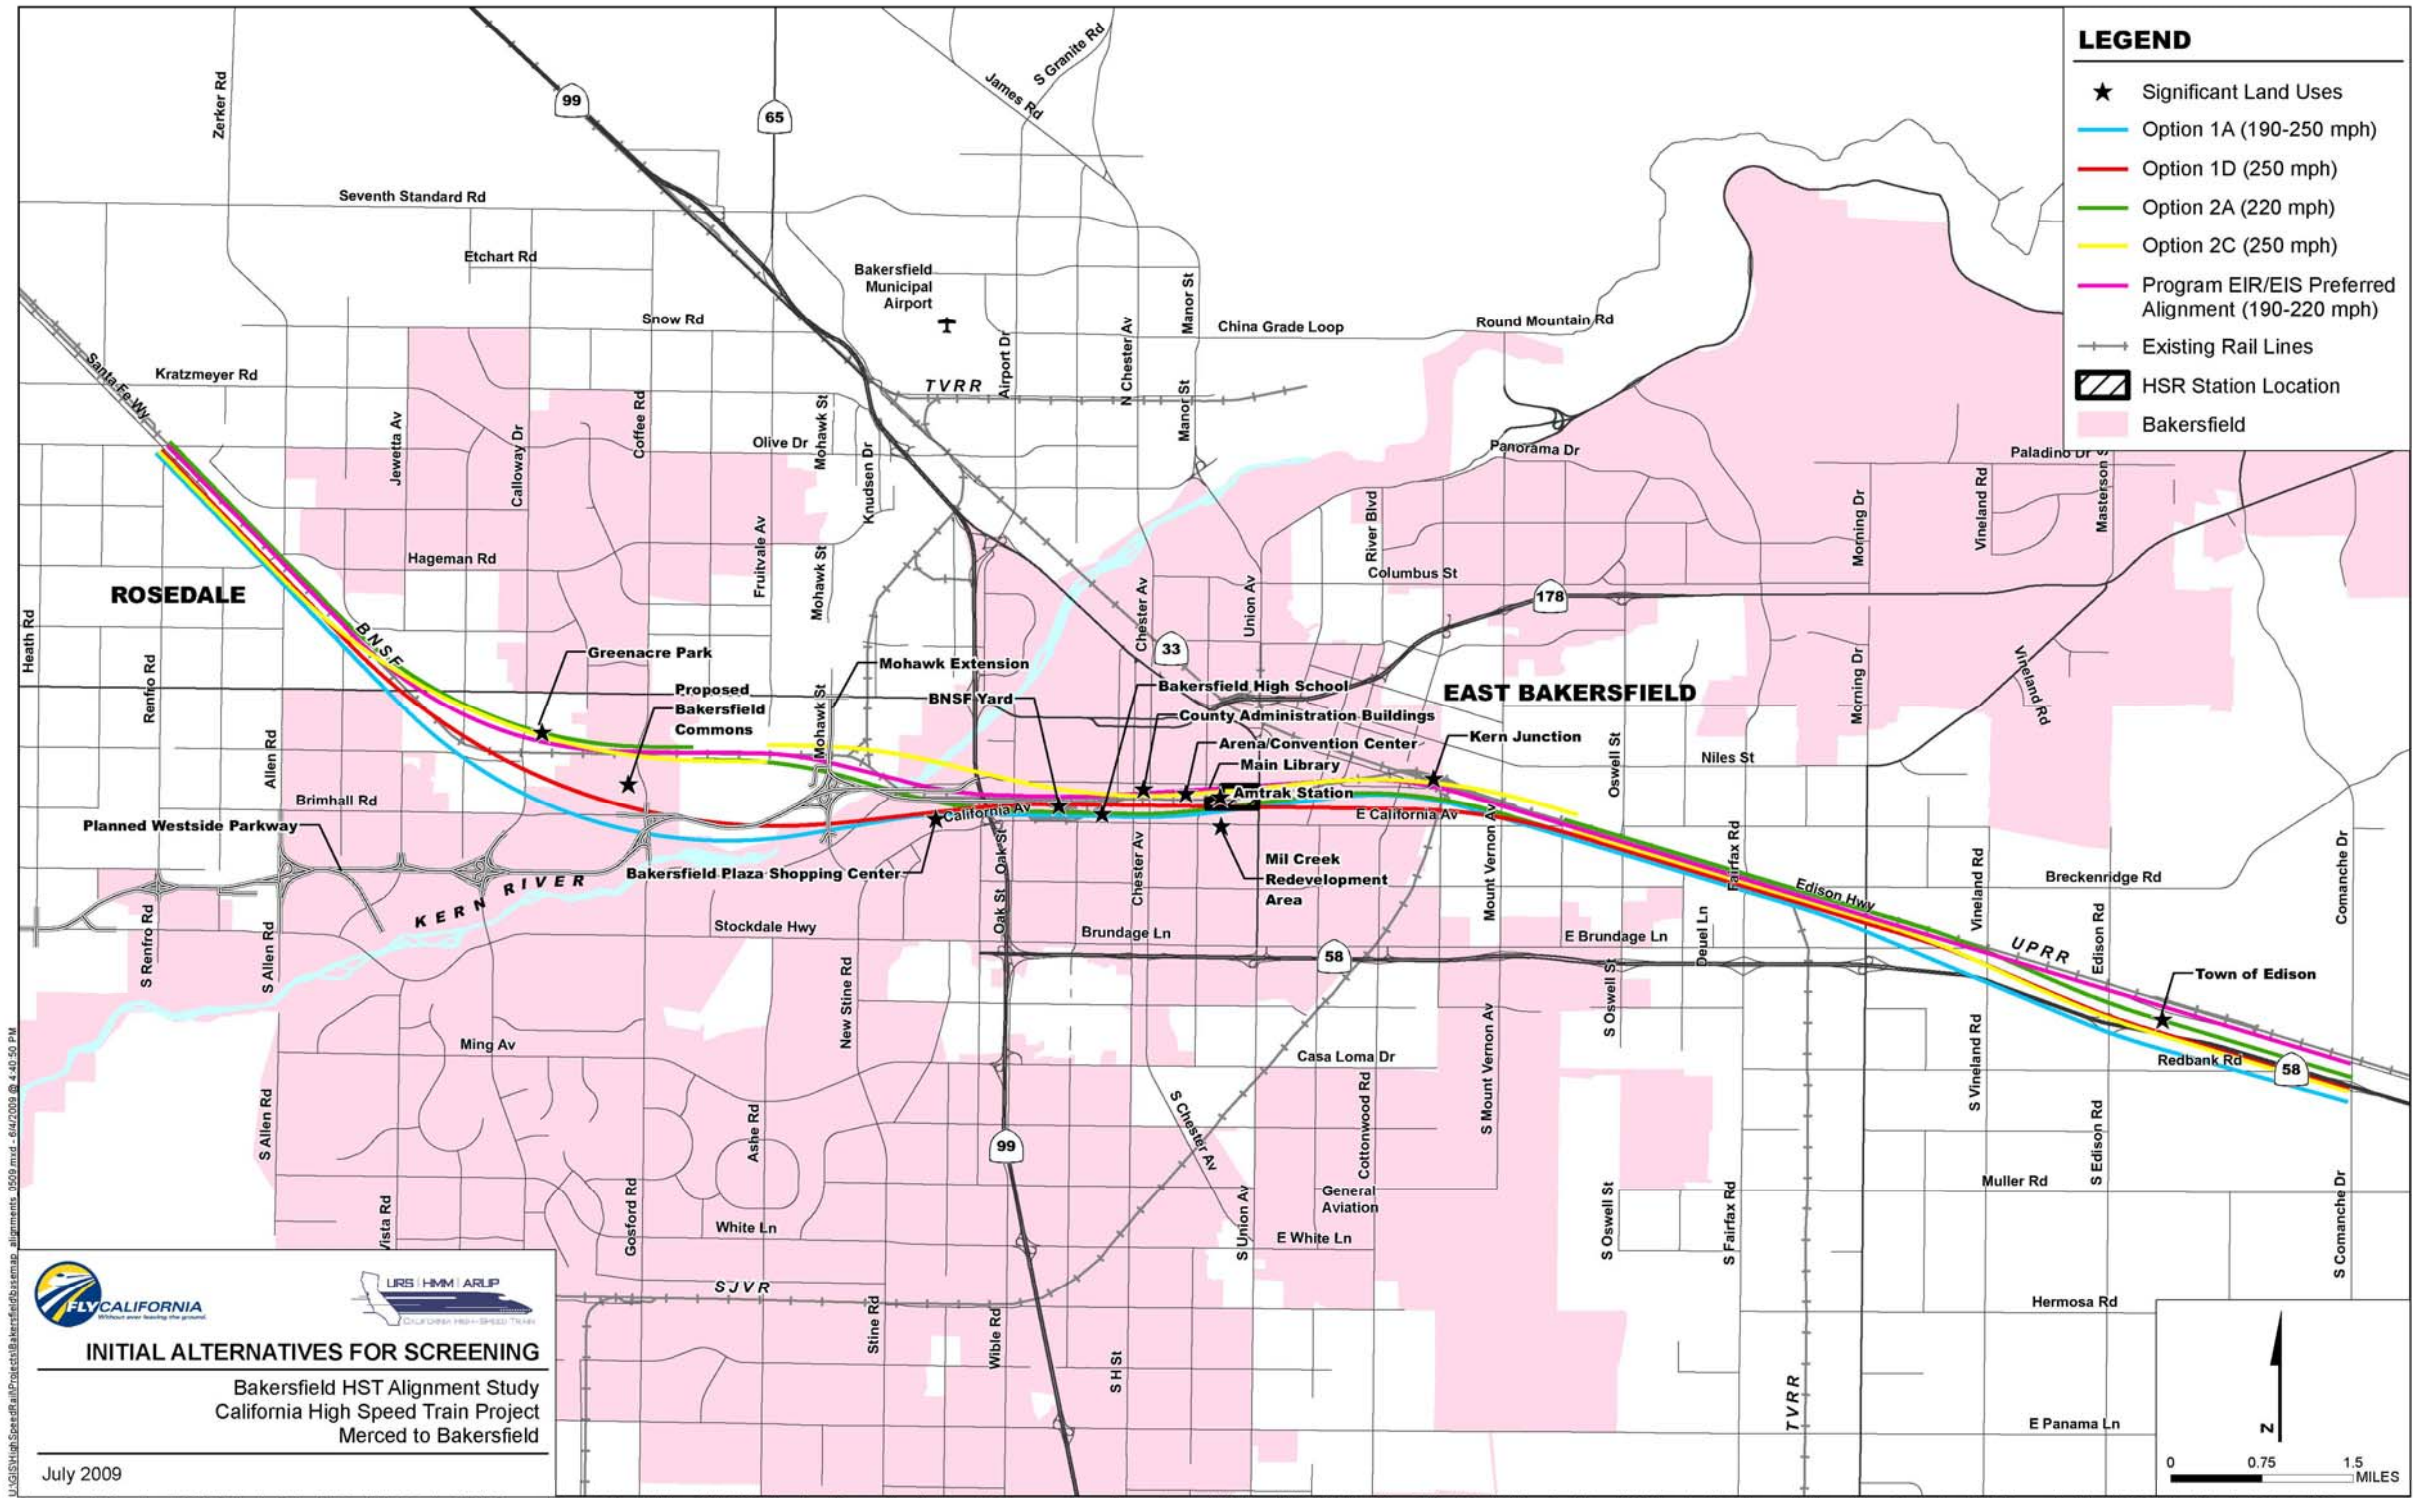 99
65
S Granite Rd
James Rd
Zerker Rd
Seventh Standard Rd
Etchart Rd
Bakersfield
Municipal
Airport
Manor St
Snow Rd
N Chester Av
Airport Dr
China Grade Loop
Round Mountain Rd
LEGEND
Significant Land Uses
Option 1A (190-250 mph)
Option 1D (250 mph)
Option 2A (220 mph)
Option 2C (250 mph)
Program EIR/EIS Preferred
Alignment (190-220 mph)
Existing Rail Lines
HSR Station Location
Bakersfield
Santa Fe Wy
Kratzmeyer Rd
TVRR
Manor St
Jewetta Av
Calloway Dr
Coffee Rd
Mohawk St
Olive Dr
Knudsen Dr
Panorama Dr
Paladino Dr
Masterson S
Vineland Rd
Morning Dr
River Blvd
Fruitvale Av
Mohawk St
Hageman Rd
Columbus St
178
ROSEDALE
Heath Rd
Renfro Rd
BNSF
Chester Av
Union Av
33
Greenacre Park
Mohawk Extension
Proposed
Bakersfield
Commons
Mohawk St
BNSF Yard
Bakersfield High School
County Administration Buildings
Arena/Convention Center
Main Library
Amtrak Station
EAST BAKERSFIELD
Kern Junction
Morning Dr
Vineland Rd
Oswell St
Niles St
Allen Rd
Brimhall Rd
Planned Westside Parkway
California Av
E California Av
Mount Vernon Av
Fairfax Rd
Vineland Rd
Comanche Dr
Bakersfield Plaza Shopping Center
Oak St
Chester Av
Mil Creek
Redevelopment
Area
Breckenridge Rd
Edison Hwy
KERN RIVER
S Renfro Rd
S Allen Rd
Stockdale Hwy
Oak St
Brundage Ln
58
E Brundage Ln
Deuel Ln
Edison Rd
UPRR
Town of Edison
New Stine Rd
S Oswell St
S Mount Vernon Av
S Vineland Rd
Redbank Rd
58
Ming Av
Casa Loma Dr
Cottonwood Rd
S Allen Rd
Ashe Rd
99
S Chester Av
S Edison Rd
General
Aviation
Muller Rd
Vista Rd
Gosford Rd
White Ln
S Union Av
E White Ln
S Oswell St
S Fairfax Rd
S Comanche Dr
SJVR
Stine Rd
Wible Rd
S H St
Hermosa Rd
TVRR
E Panama Ln
FLYCALIFORNIA
Without ever leaving the ground.
URS | HMM | ARUP
CALIFORNIA HIGH-SPEED TRAIN
INITIAL ALTERNATIVES FOR SCREENING
Bakersfield HST Alignment Study
California High Speed Train Project
Merced to Bakersfield
July 2009
N
0 0.75 1.5
MILES